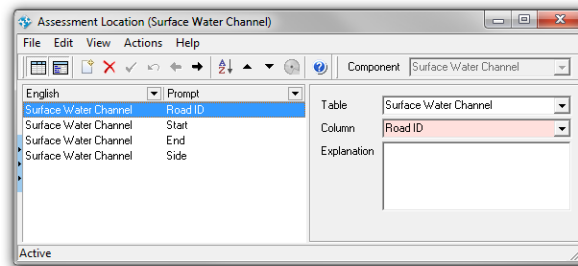 Assessment Location (Surface Water Channel)
File Edit View Actions Help
Component Surface Water Channel
English Prompt
Surface Water Channel Road ID
Surface Water Channel Start
Surface Water Channel End
Surface Water Channel Side
Table Surface Water Channel
Column Road ID
Explanation
Active